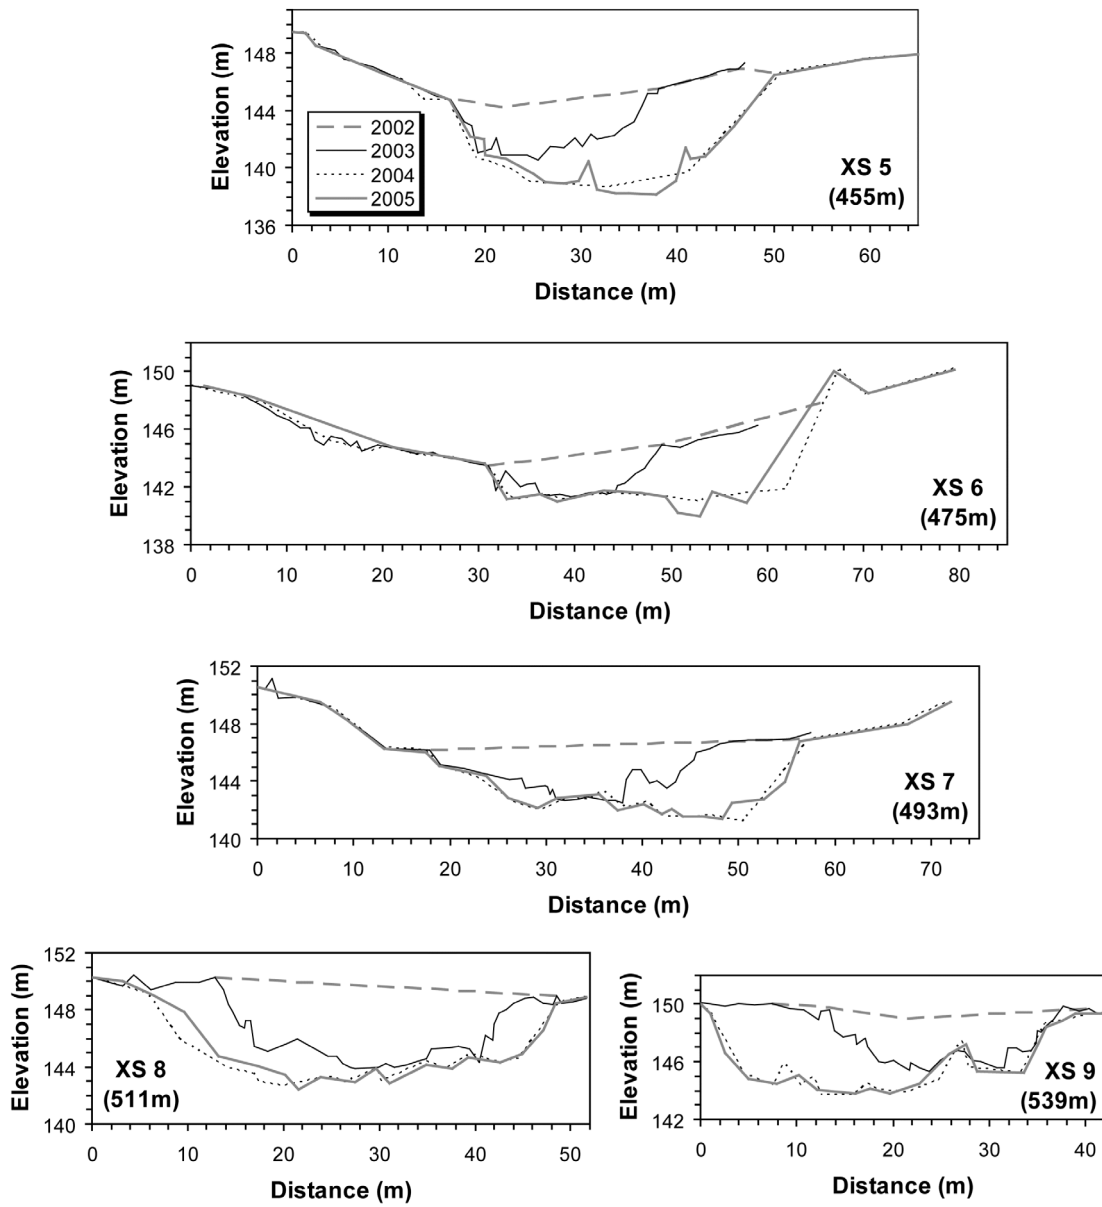 148
144
140
136
Elevation (m)
2002
2003
2004
2005
XS 5
(455m)
0 10 20 30 40 50 60
Distance (m)
150
146
142
138
Elevation (m)
XS 6
(475m)
0 10 20 30 40 50 60 70 80
Distance (m)
152
148
144
140
Elevation (m)
XS 7
(493m)
0 10 20 30 40 50 60 70
Distance (m)
152
148
144
140
Elevation (m)
XS 8
(511m)
0 10 20 30 40 50
Distance (m)
150
146
142
Elevation (m)
XS 9
(539m)
0 10 20 30 40
Distance (m)